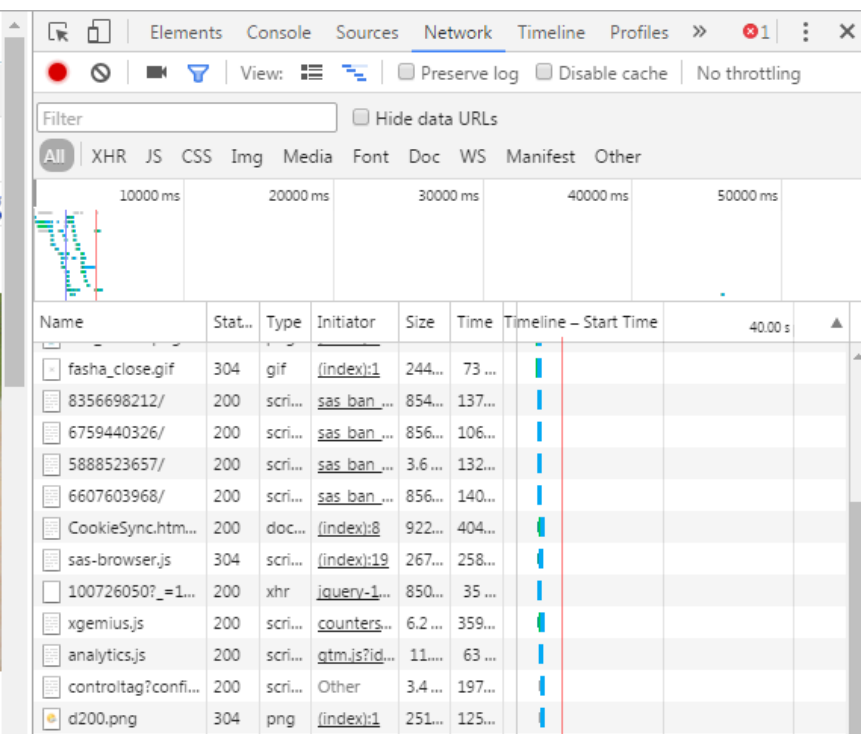 Elements Console Sources Network Timeline Profiles » 1
View: Preserve log Disable cache No throttling
Filter Hide data URLs
All XHR JS CSS Img Media Font Doc WS Manifest Other
10000 ms 20000 ms 30000 ms 40000 ms 50000 ms
Name Stat... Type Initiator Size Time Timeline – Start Time 40.00 s
fasha_close.gif 304 gif (index):1 244... 73 ...
8356698212/ 200 scri... sas_ban_... 854... 137...
6759440326/ 200 scri... sas_ban_... 856... 106...
5888523657/ 200 scri... sas_ban_... 3.6 ... 132...
6607603968/ 200 scri... sas_ban_... 856... 140...
CookieSync.htm... 200 doc... (index):8 922... 404...
sas-browser.js 304 scri... (index):19 267... 258...
100726050?_=1... 200 xhr jquery-1... 850... 35 ...
xgemius.js 200 scri... counters... 6.2 ... 359...
analytics.js 200 scri... gtm.js?id... 11.... 63 ...
controltag?confi... 200 scri... Other 3.4 ... 197...
d200.png 304 png (index):1 251... 125...